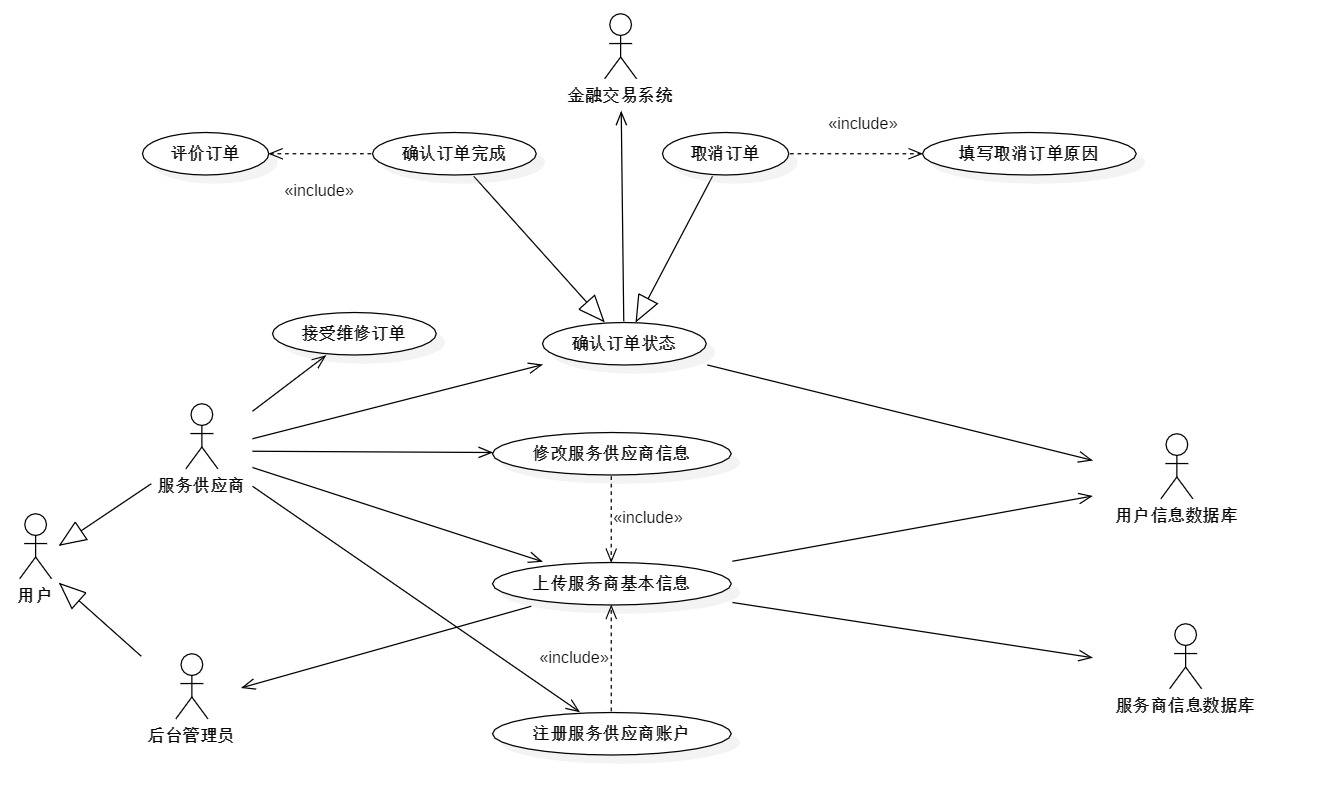 金融交易系统
«include»
评价订单
确认订单完成
取消订单
填写取消订单原因
«include»
接受维修订单
确认订单状态
修改服务供应商信息
服务供应商
用户信息数据库
«include»
上传服务商基本信息
用户
«include»
服务商信息数据库
后台管理员
注册服务供应商账户